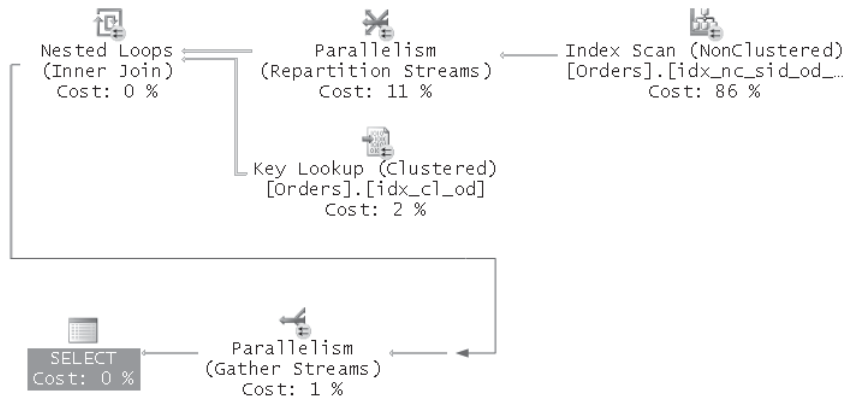 Nested Loops
(Inner Join)
Cost: 0 %
Parallelism
(Repartition Streams)
Cost: 11 %
Index Scan (NonClustered)
[Orders].[idx_nc_sid_od_…
Cost: 86 %
Key Lookup (Clustered)
[Orders].[idx_cl_od]
Cost: 2 %
SELECT
Cost: 0 %
Parallelism
(Gather Streams)
Cost: 1 %